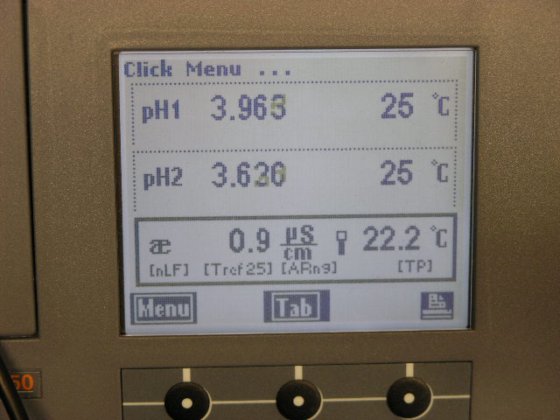 Click Menu ...
pH1 3.963 25 °C
pH2 3.620 25 °C
æ 0.9 µS/cm 22.2 °C
[nLF] [Tref25] [ARng] [TP]
Menu Tab
50